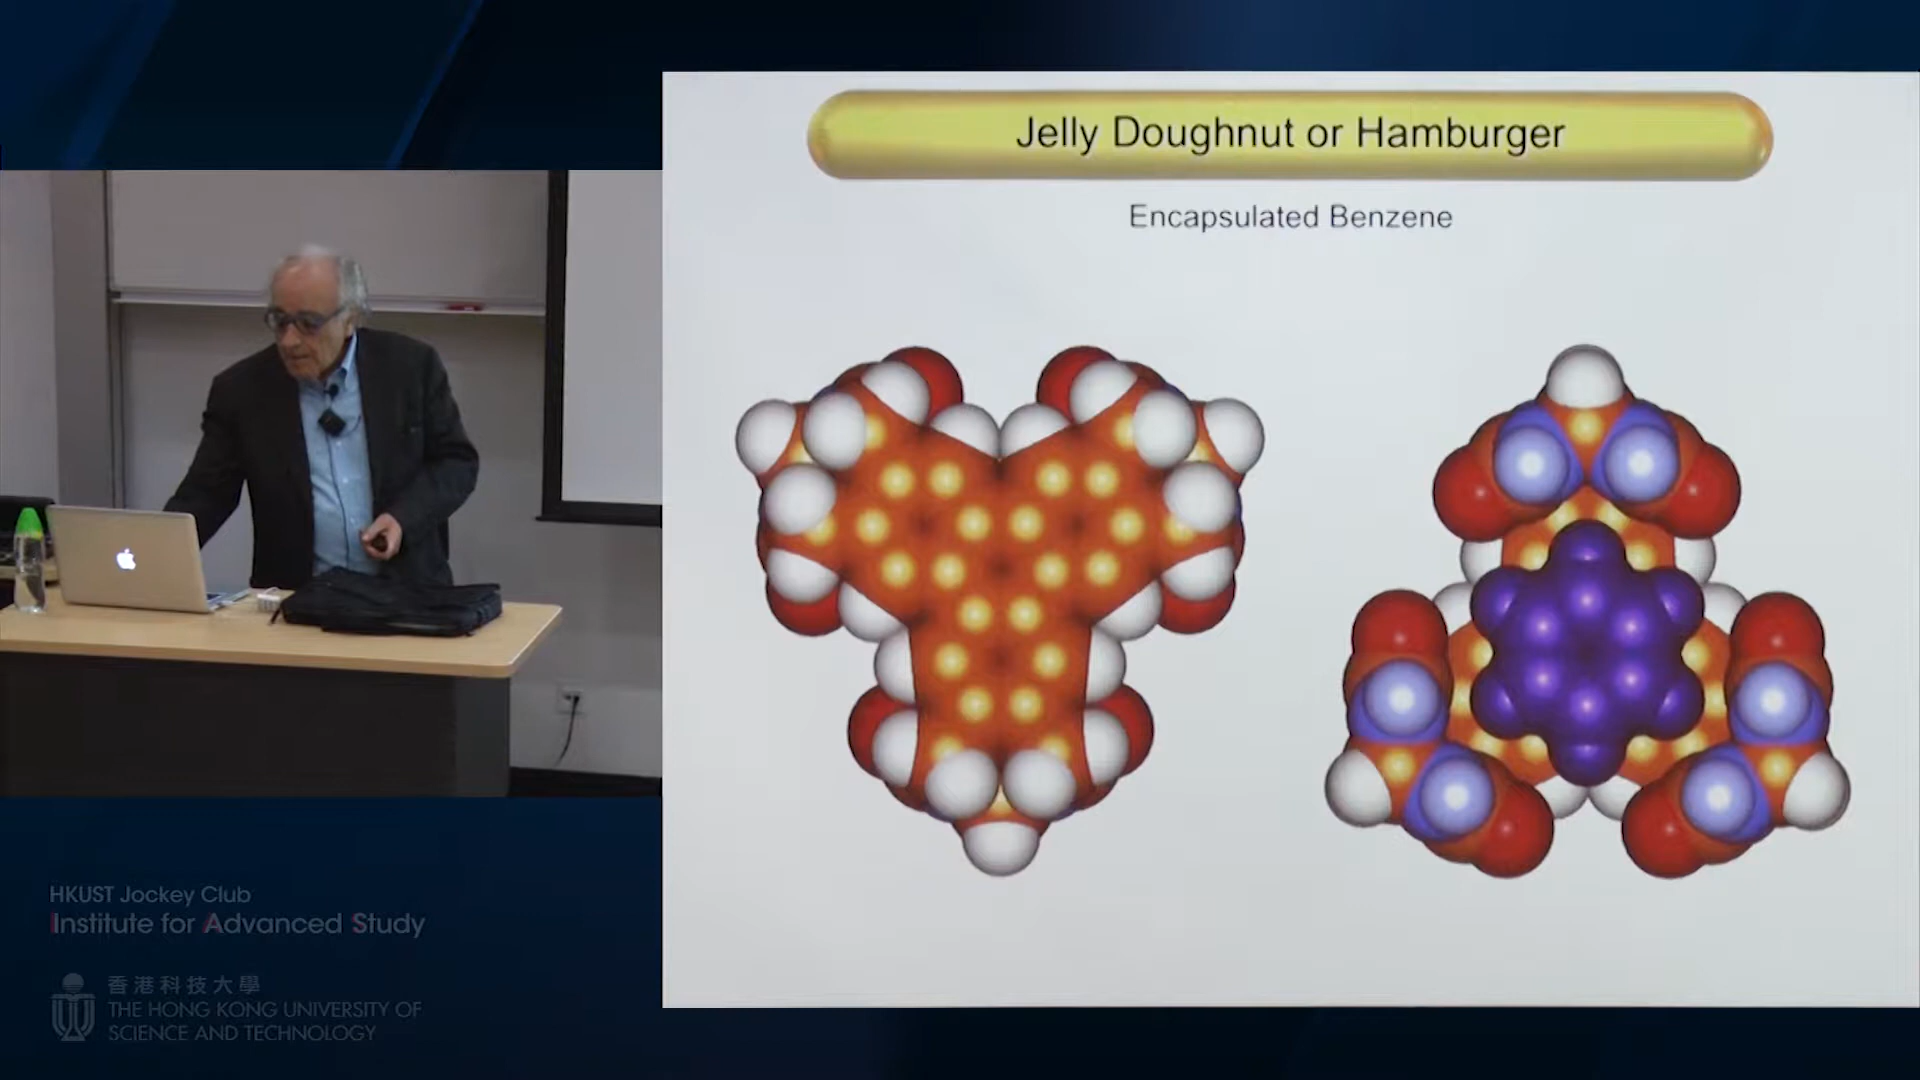 Jelly Doughnut or Hamburger
Encapsulated Benzene
HKUST Jockey Club
Institute for Advanced Study
香港科技大學
THE HONG KONG UNIVERSITY OF
SCIENCE AND TECHNOLOGY